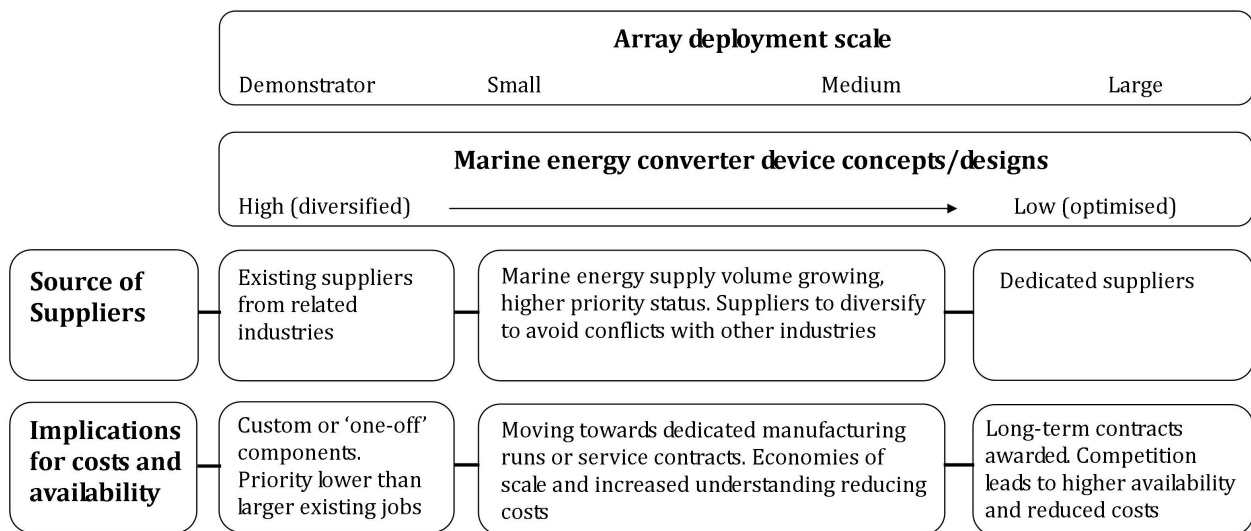 Array deployment scale
Demonstrator Small Medium Large
Marine energy converter device concepts/designs
High (diversified) Low (optimised)
Source of
Suppliers
Existing suppliers
from related
industries
Marine energy supply volume growing,
higher priority status. Suppliers to diversify
to avoid conflicts with other industries
Dedicated suppliers
Implications
for costs and
availability
Custom or ‘one-off’
components.
Priority lower than
larger existing jobs
Moving towards dedicated manufacturing
runs or service contracts. Economies of
scale and increased understanding reducing
costs
Long-term contracts
awarded. Competition
leads to higher availability
and reduced costs